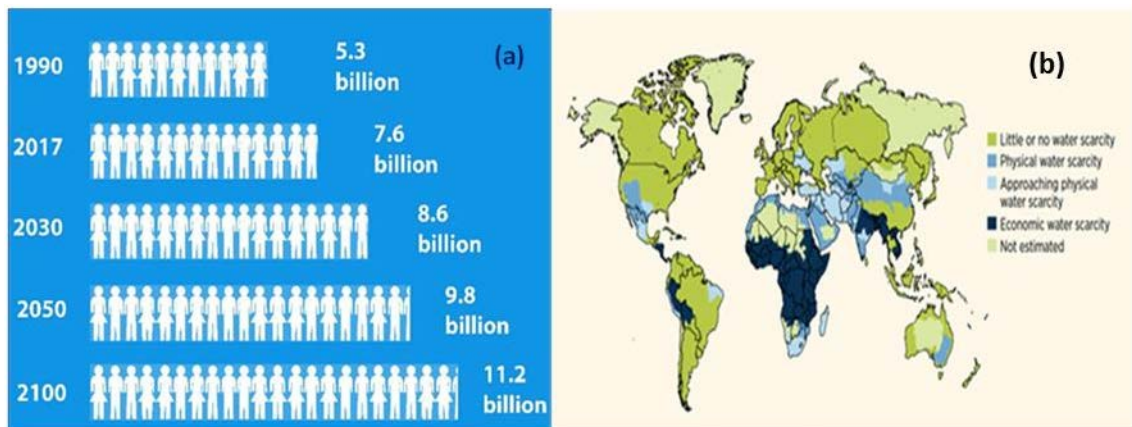 (a)
1990
5.3
billion
2017
7.6
billion
2030
8.6
billion
2050
9.8
billion
2100
11.2
billion
(b)
Little or no water scarcity
Physical water scarcity
Approaching physical
water scarcity
Economic water scarcity
Not estimated